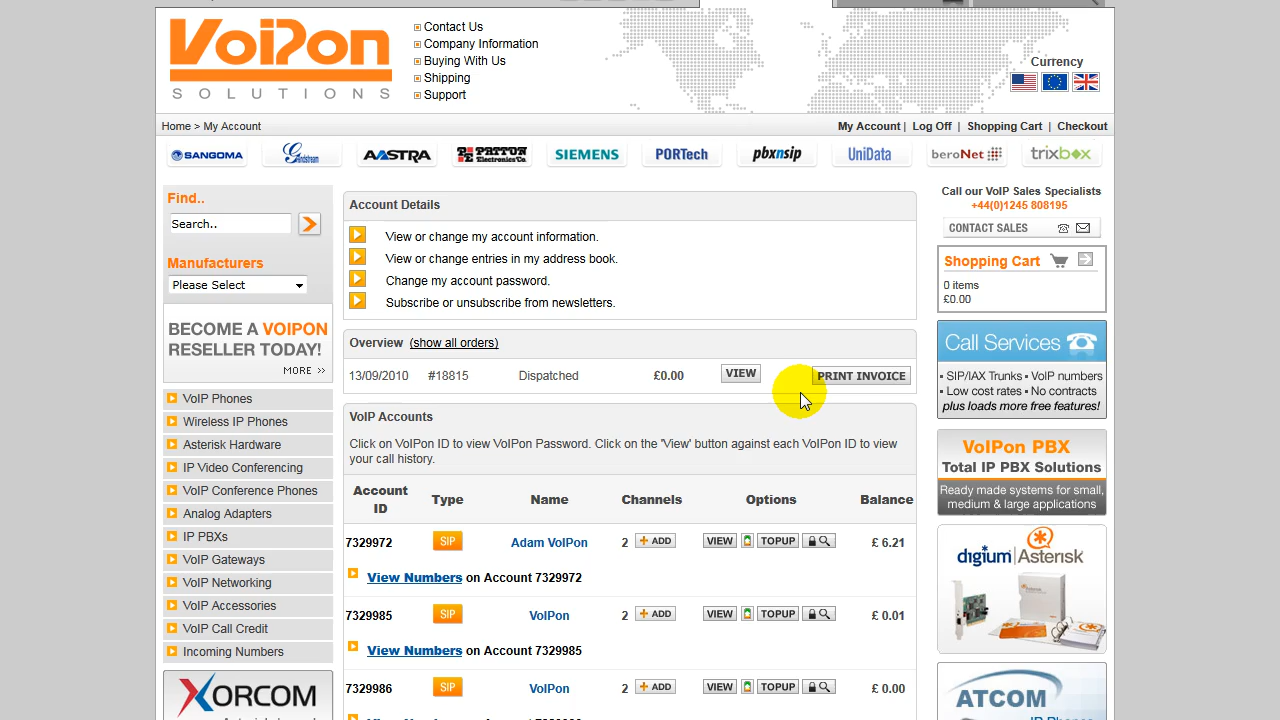 VoiPon
SOLUTIONS
Contact Us
Company Information
Buying With Us
Shipping
Support
Currency
Home > My Account
My Account | Log Off | Shopping Cart | Checkout
SANGOMA
Grandstream
AASTRA
PATTON
Electronics Co.
SIEMENS
PORTech
pbxnsip
UniData
beroNet
trixbox
Find..
Search..
Manufacturers
Please Select
BECOME A VOIPON
RESELLER TODAY!
MORE >>
VoIP Phones
Wireless IP Phones
Asterisk Hardware
IP Video Conferencing
VoIP Conference Phones
Analog Adapters
IP PBXs
VoIP Gateways
VoIP Networking
VoIP Accessories
VoIP Call Credit
Incoming Numbers
XORCOM
Account Details
View or change my account information.
View or change entries in my address book.
Change my account password.
Subscribe or unsubscribe from newsletters.
Overview (show all orders)
13/09/2010 #18815 Dispatched £0.00 VIEW PRINT INVOICE
VoIP Accounts
Click on VoIPon ID to view VoIPon Password. Click on the 'View' button against each VoIPon ID to view
your call history.
Account ID Type Name Channels Options Balance
7329972 SIP Adam VoIPon 2 + ADD VIEW TOPUP £ 6.21
View Numbers on Account 7329972
7329985 SIP VoIPon 2 + ADD VIEW TOPUP £ 0.01
View Numbers on Account 7329985
7329986 SIP VoIPon 2 + ADD VIEW TOPUP £ 0.00
Call our VoIP Sales Specialists
+44(0)1245 808195
CONTACT SALES
Shopping Cart
0 items
£0.00
Call Services
SIP/IAX Trunks VoIP numbers
Low cost rates No contracts
plus loads more free features!
VoIPon PBX
Total IP PBX Solutions
Ready made systems for small,
medium & large applications
digium Asterisk
ATCOM